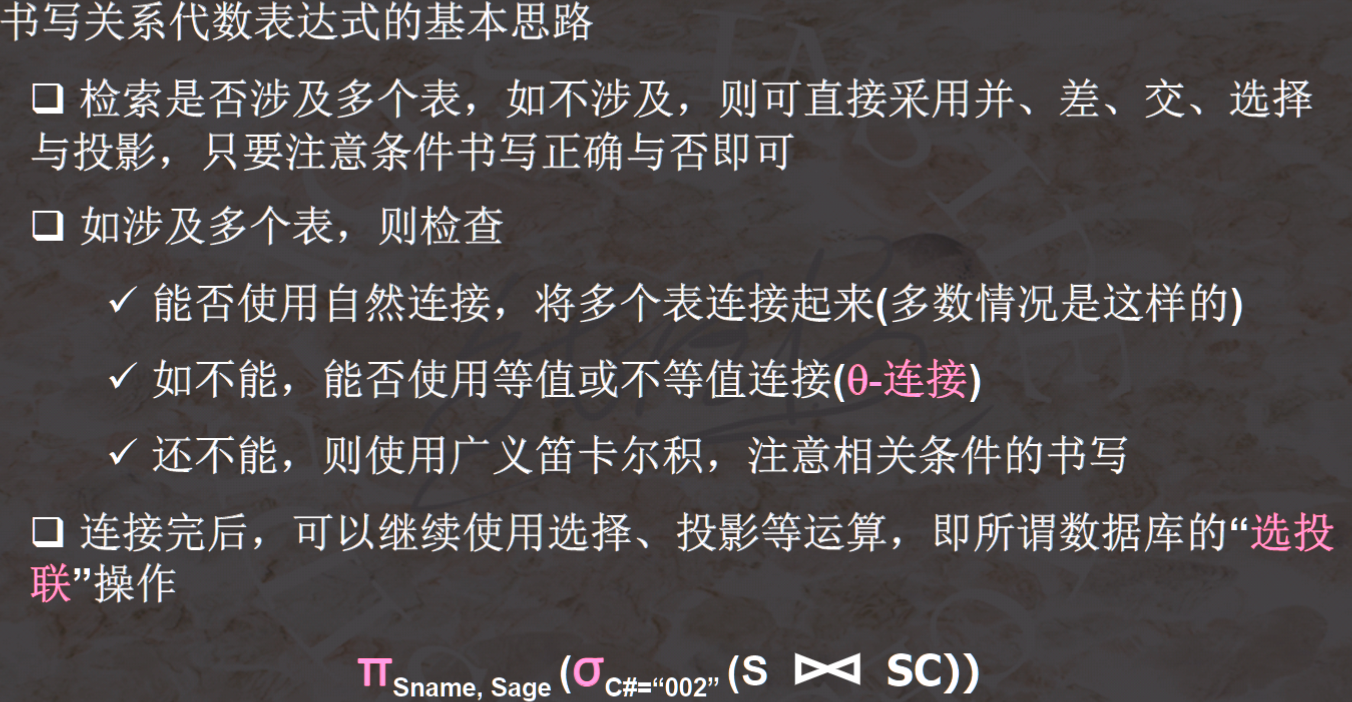 书写关系代数表达式的基本思路
❑ 检索是否涉及多个表，如不涉及，则可直接采用并、差、交、选择
与投影，只要注意条件书写正确与否即可
❑ 如涉及多个表，则检查
✓ 能否使用自然连接，将多个表连接起来(多数情况是这样的)
✓ 如不能，能否使用等值或不等值连接(θ-连接)
✓ 还不能，则使用广义笛卡尔积，注意相关条件的书写
❑ 连接完后，可以继续使用选择、投影等运算，即所谓数据库的“选投
联”操作
π Sname, Sage (σ C#=“002” (S ⋈ SC))